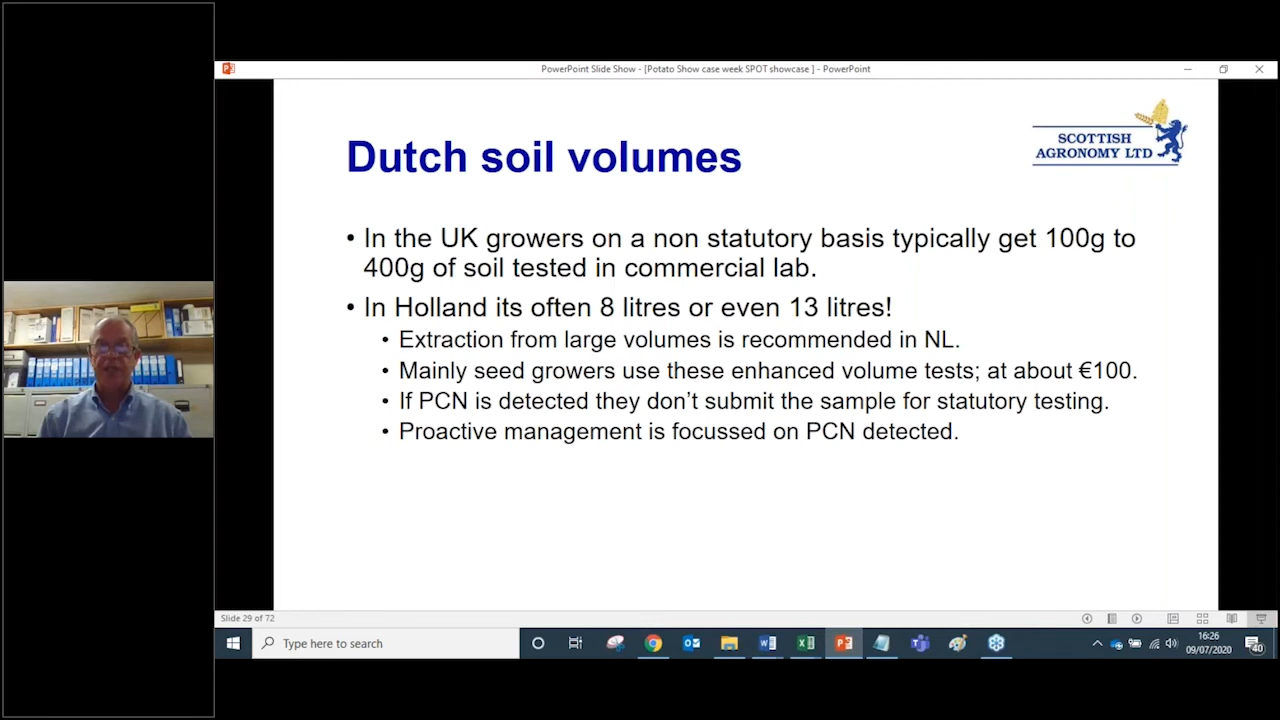 PowerPoint Slide Show - [Potato Show case week SPOT showcase ] - PowerPoint
SCOTTISH
AGRONOMY LTD
Dutch soil volumes
• In the UK growers on a non statutory basis typically get 100g to
400g of soil tested in commercial lab.
• In Holland its often 8 litres or even 13 litres!
• Extraction from large volumes is recommended in NL.
• Mainly seed growers use these enhanced volume tests; at about €100.
• If PCN is detected they don’t submit the sample for statutory testing.
• Proactive management is focussed on PCN detected.
Slide 29 of 72
Type here to search
16:26
09/07/2020
40